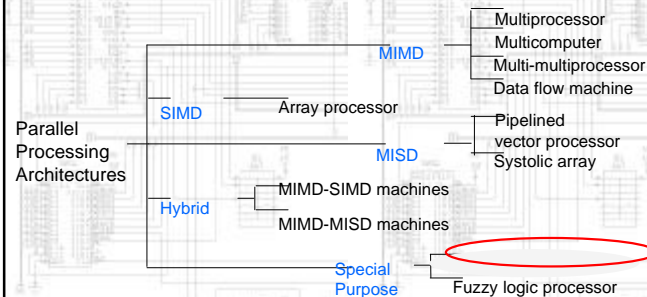 Multiprocessor
Multicomputer
MIMD
Multi-multiprocessor
Data flow machine
SIMD
Array processor
Parallel
Processing
Architectures
Pipelined
vector processor
MISD
Systolic array
MIMD-SIMD machines
Hybrid
MIMD-MISD machines
Special
Purpose
Fuzzy logic processor